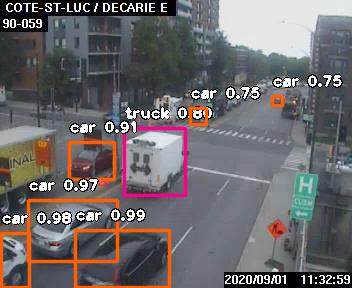 COTE-ST-LUC / DECARIE E
90-059
car 0.75
car 0.75
truck 0.80
car 0.91
car 0.97
car 0.98
car 0.99
H
CUSM
2020/09/01 11:32:59